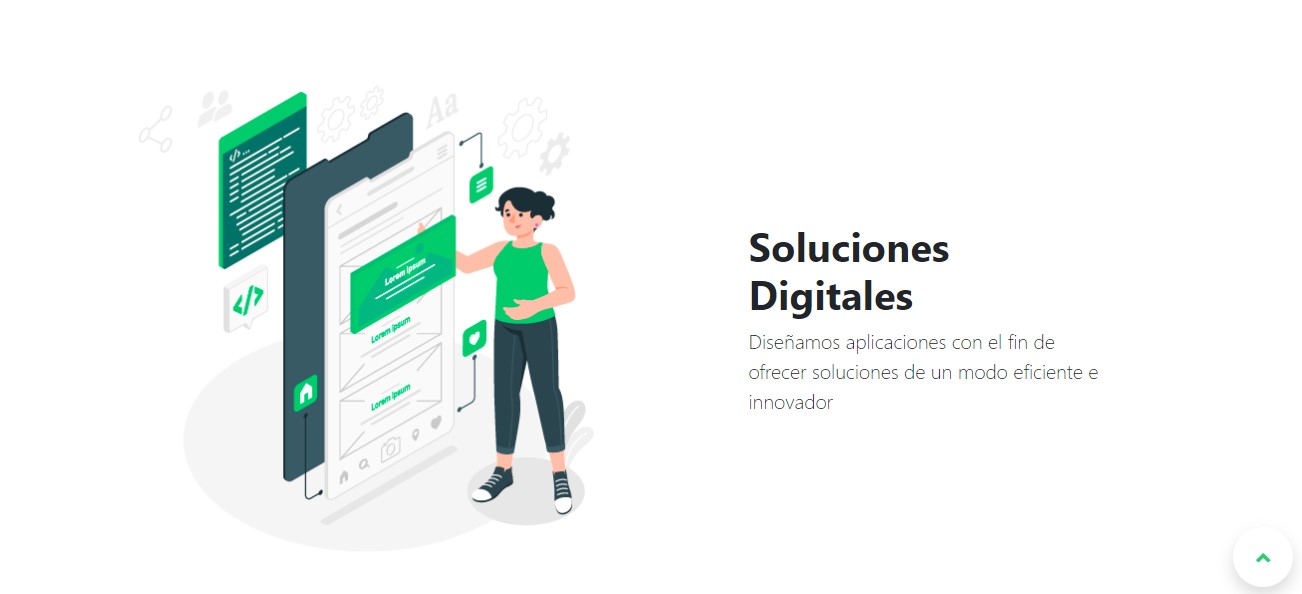 Aa
</>...
Lorem ipsum
Lorem ipsum
Lorem ipsum
</>
Soluciones
Digitales
Diseñamos aplicaciones con el fin de
ofrecer soluciones de un modo eficiente e
innovador